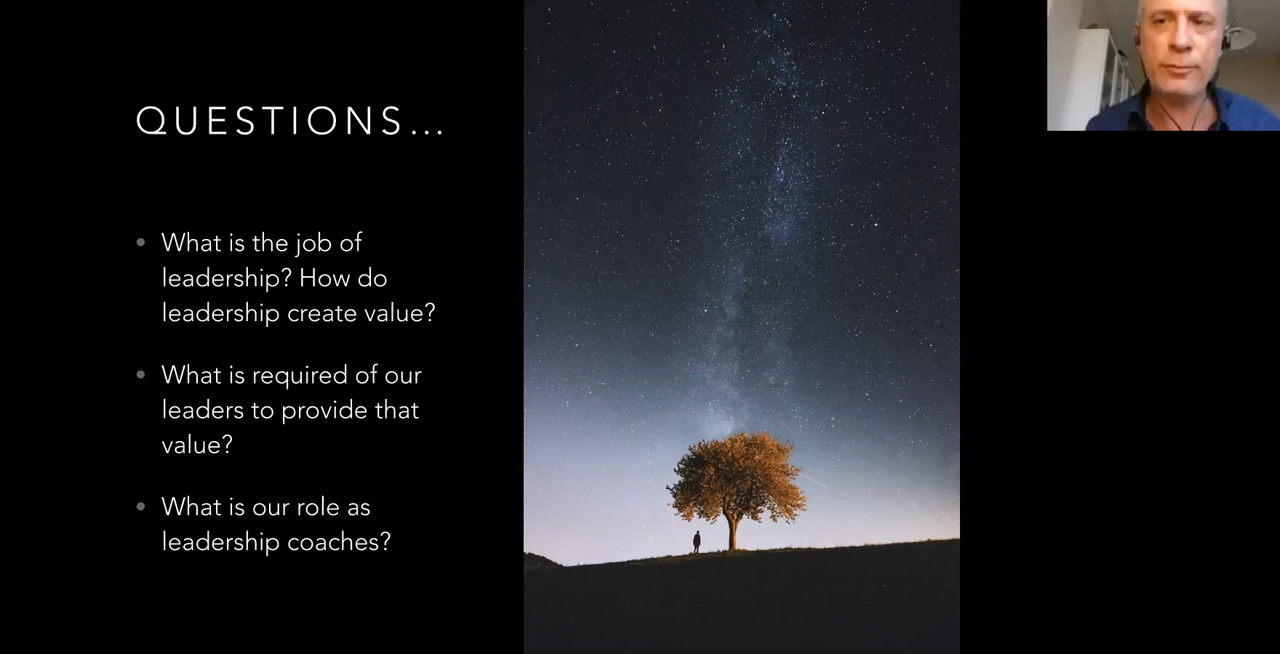 QUESTIONS...
What is the job of
leadership? How do
leadership create value?
What is required of our
leaders to provide that
value?
What is our role as
leadership coaches?